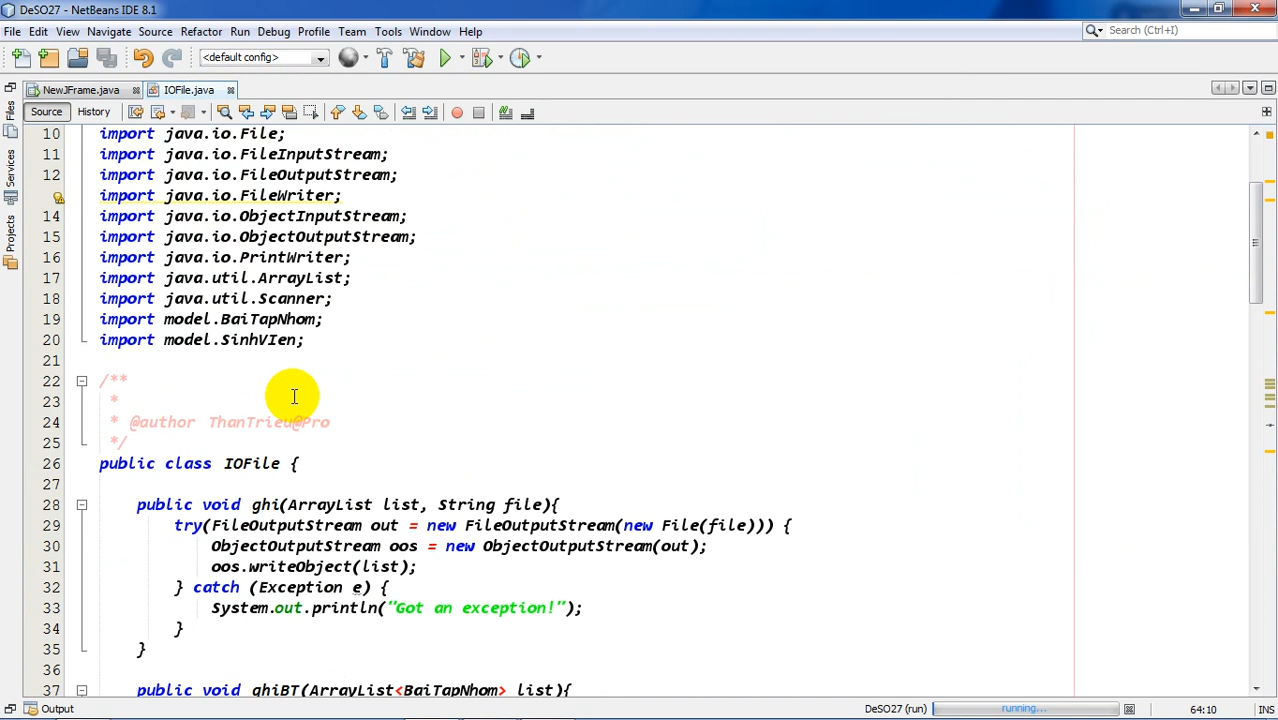 DeSO27 - NetBeans IDE 8.1
File Edit View Navigate Source Refactor Run Debug Profile Team Tools Window Help
Search (Ctrl+I)
<default config>
NewJFrame.java
IOFile.java
Source History
Files
Services
Projects
10 import java.io.File;
11 import java.io.FileInputStream;
12 import java.io.FileOutputStream;
import java.io.FileWriter;
14 import java.io.ObjectInputStream;
15 import java.io.ObjectOutputStream;
16 import java.io.PrintWriter;
17 import java.util.ArrayList;
18 import java.util.Scanner;
19 import model.BaiTapNhom;
20 import model.SinhVIen;
21
22 /**
23 *
24 * @author ThanTrieu@Pro
25 */
26 public class IOFile {
27
28 public void ghi(ArrayList list, String file){
29 try(FileOutputStream out = new FileOutputStream(new File(file))) {
30 ObjectOutputStream oos = new ObjectOutputStream(out);
31 oos.writeObject(list);
32 } catch (Exception e) {
33 System.out.println("Got an exception!");
34 }
35 }
36
37 public void ghiBT(ArrayList<BaiTapNhom> list){
Output
DeSO27 (run)
running...
64:10
INS